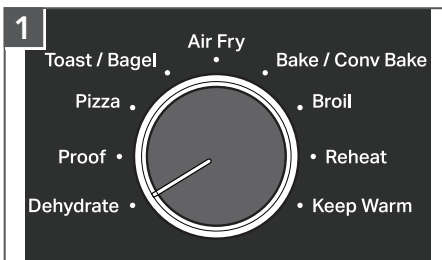 1
Air Fry
Toast / Bagel
Bake / Conv Bake
Pizza
Broil
Proof
Reheat
Dehydrate
Keep Warm